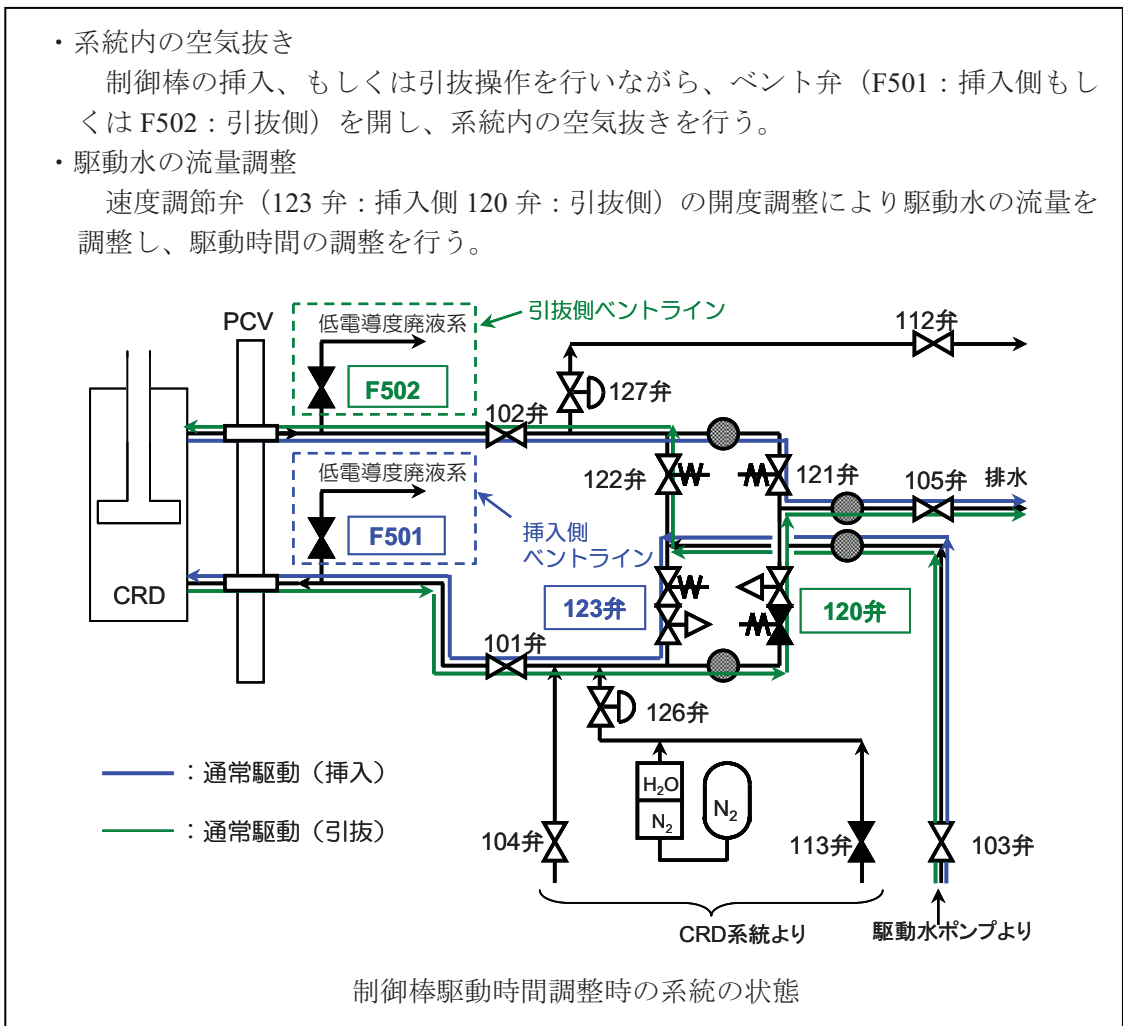 ・系統内の空気抜き
制御棒の挿入、もしくは引抜操作を行いながら、ベント弁（F501：挿入側もし
くは F502：引抜側）を開し、系統内の空気抜きを行う。
・駆動水の流量調整
速度調節弁（123 弁：挿入側 120 弁：引抜側）の開度調整により駆動水の流量を
調整し、駆動時間の調整を行う。
PCV
低電導度廃液系
引抜側ベントライン
112弁
F502
127弁
102弁
低電導度廃液系
122弁
121弁
105弁
排水
F501
挿入側
ベントライン
CRD
123弁
120弁
101弁
126弁
：通常駆動（挿入）
H2O
N2
N2
：通常駆動（引抜）
104弁
113弁
103弁
CRD系統より
駆動水ポンプより
制御棒駆動時間調整時の系統の状態